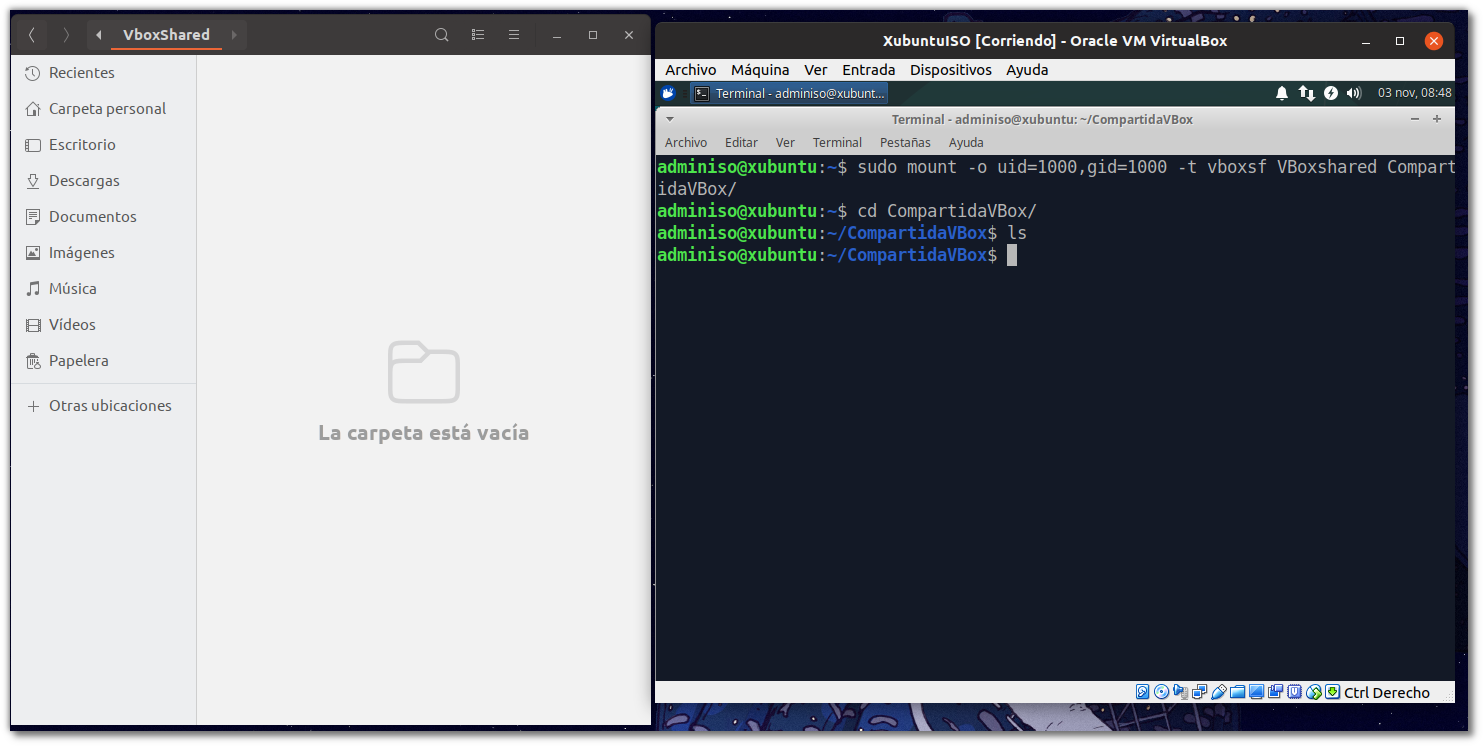 VboxShared
Recientes
Carpeta personal
Escritorio
Descargas
Documentos
Imágenes
Música
Vídeos
Papelera
Otras ubicaciones
La carpeta está vacía
XubuntuISO [Corriendo] - Oracle VM VirtualBox
Archivo Máquina Ver Entrada Dispositivos Ayuda
Terminal - adminiso@xubunt... 03 nov, 08:48
Terminal - adminiso@xubuntu: ~/CompartidaVBox
Archivo Editar Ver Terminal Pestañas Ayuda
adminiso@xubuntu:~$ sudo mount -o uid=1000,gid=1000 -t vboxsf VBoxshared Compart
idaVBox/
adminiso@xubuntu:~$ cd CompartidaVBox/
adminiso@xubuntu:~/CompartidaVBox$ ls
adminiso@xubuntu:~/CompartidaVBox$
Ctrl Derecho